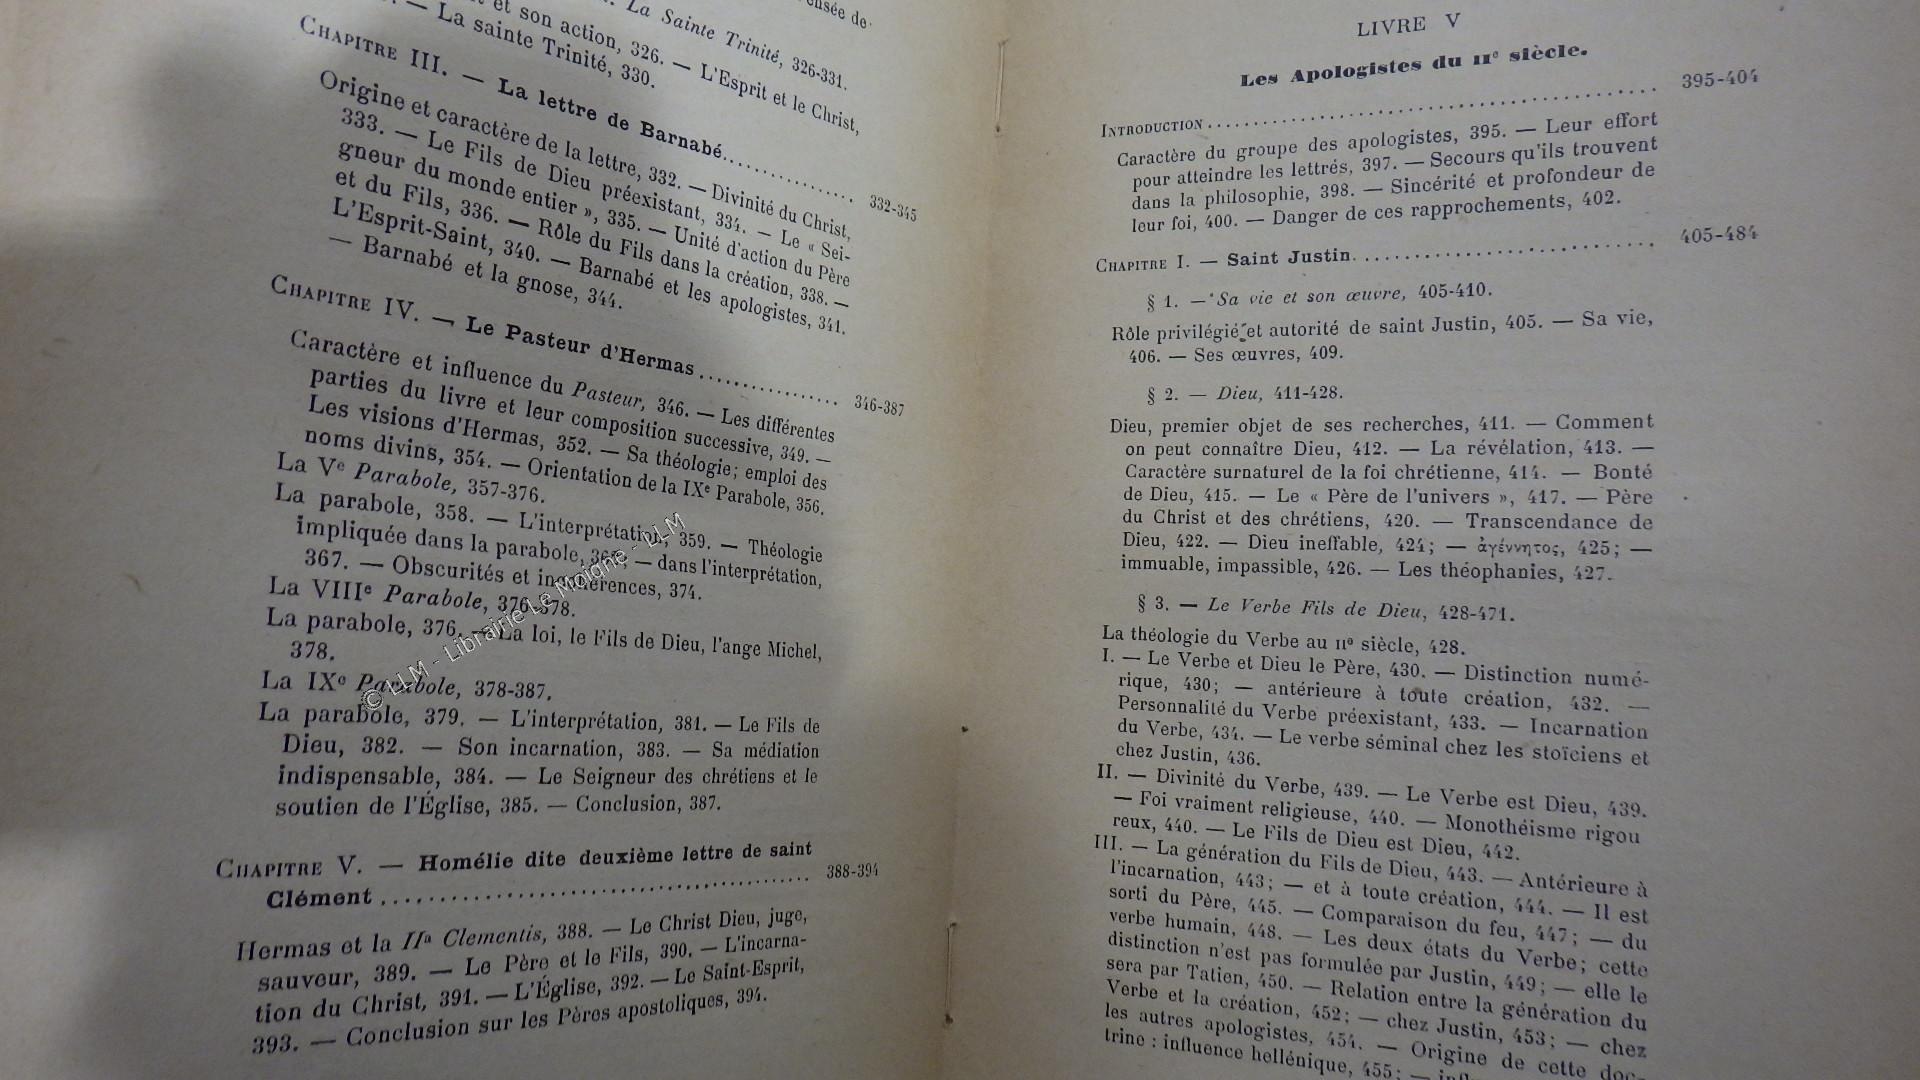 ensée de
La Sainte Trinité, 326-331.
et son action, 326. — L'Esprit et le Christ,
— La sainte Trinité, 330.
CHAPITRE III. — La lettre de Barnabé.............. 332-345
Origine et caractère de la lettre, 332. — Divinité du Christ,
333. — Le Fils de Dieu préexistant, 334. — Le « Sei-
gneur du monde entier », 335. — Unité d'action du Père
et du Fils, 336. — Rôle du Fils dans la création, 338. —
L'Esprit-Saint, 340. — Barnabé et les apologistes, 341.
— Barnabé et la gnose, 344.
CHAPITRE IV. — Le Pasteur d'Hermas................. 346-387
Caractère et influence du Pasteur, 346. — Les différentes
parties du livre et leur composition successive, 349. —
Les visions d'Hermas, 352. — Sa théologie; emploi des
noms divins, 354. — Orientation de la IXe Parabole, 356.
La Ve Parabole, 357-376.
La parabole, 358. — L'interprétation, 359. — Théologie
impliquée dans la parabole, — dans l'interprétation,
367. — Obscurités et incohérences, 374.
La VIIIe Parabole, 376-378.
La parabole, 376. — La loi, le Fils de Dieu, l'ange Michel,
378.
La IXe Parabole, 378-387.
La parabole, 379. — L'interprétation, 381. — Le Fils de
Dieu, 382. — Son incarnation, 383. — Sa médiation
indispensable, 384. — Le Seigneur des chrétiens et le
soutien de l'Église, 385. — Conclusion, 387.
CHAPITRE V. — Homélie dite deuxième lettre de saint
Clément........................................ 388-394
Hermas et la IIa Clementis, 388. — Le Christ Dieu, juge,
sauveur, 389. — Le Père et le Fils, 390. — L'incarna-
tion du Christ, 391. — L'Église, 392. — Le Saint-Esprit,
393. — Conclusion sur les Pères apostoliques, 394.
© LLM - Librairie Le Moigne - LLM
LIVRE V
Les Apologistes du IIe siècle.
INTRODUCTION........................................ 395-404
Caractère du groupe des apologistes, 395. — Leur effort
pour atteindre les lettrés, 397. — Secours qu'ils trouvent
dans la philosophie, 398. — Sincérité et profondeur de
leur foi, 400. — Danger de ces rapprochements, 402.
CHAPITRE I. — Saint Justin............................ 405-484
§ 1. — Sa vie et son œuvre, 405-410.
Rôle privilégié et autorité de saint Justin, 405. — Sa vie,
406. — Ses œuvres, 409.
§ 2. — Dieu, 411-428.
Dieu, premier objet de ses recherches, 411. — Comment
on peut connaître Dieu, 412. — La révélation, 413. —
Caractère surnaturel de la foi chrétienne, 414. — Bonté
de Dieu, 415. — Le « Père de l'univers », 417. — Père
du Christ et des chrétiens, 420. — Transcendance de
Dieu, 422. — Dieu ineffable, 424; — ἀγέννητος, 425; —
immuable, impassible, 426. — Les théophanies, 427.
§ 3. — Le Verbe Fils de Dieu, 428-471.
La théologie du Verbe au IIe siècle, 428.
I. — Le Verbe et Dieu le Père, 430. — Distinction numé-
rique, 430; — antérieure à toute création, 432. —
Personnalité du Verbe préexistant, 433. — Incarnation
du Verbe, 434. — Le verbe séminal chez les stoïciens et
chez Justin, 436.
II. — Divinité du Verbe, 439. — Le Verbe est Dieu, 439.
— Foi vraiment religieuse, 440. — Monothéisme rigou
reux, 440. — Le Fils de Dieu est Dieu, 442.
III. — La génération du Fils de Dieu, 443. — Antérieure à
l'incarnation, 443; — et à toute création, 444. — Il est
sorti du Père, 445. — Comparaison du feu, 447; — du
verbe humain, 448. — Les deux états du Verbe; cette
distinction n'est pas formulée par Justin, 449; — elle le
sera par Tatien, 450. — Relation entre la génération du
Verbe et la création, 452; — chez Justin, 453; — chez
les autres apologistes, 454. — Origine de cette doc-
trine : influence hellénique, 455; —